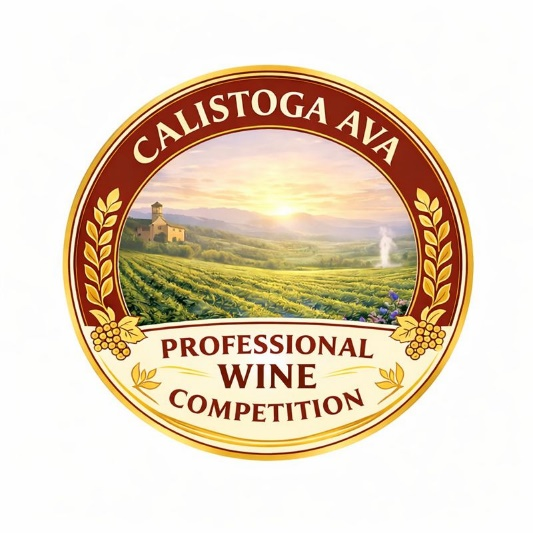 CALISTOGA AVA
PROFESSIONAL
WINE
COMPETITION